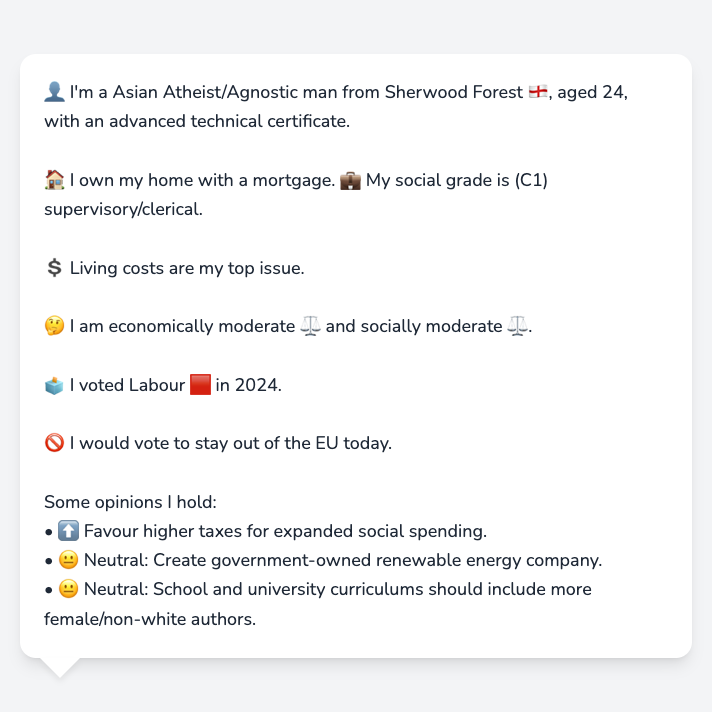 👤 I'm a Asian Atheist/Agnostic man from Sherwood Forest 🏴󠁧󠁢󠁥󠁮󠁧󠁿, aged 24,
with an advanced technical certificate.
🏠 I own my home with a mortgage. 💼 My social grade is (C1)
supervisory/clerical.
💲 Living costs are my top issue.
🤔 I am economically moderate ⚖️ and socially moderate ⚖️.
🗳️ I voted Labour 🟥 in 2024.
🚫 I would vote to stay out of the EU today.
Some opinions I hold:
• ⬆️ Favour higher taxes for expanded social spending.
• 😐 Neutral: Create government-owned renewable energy company.
• 😐 Neutral: School and university curriculums should include more
female/non-white authors.